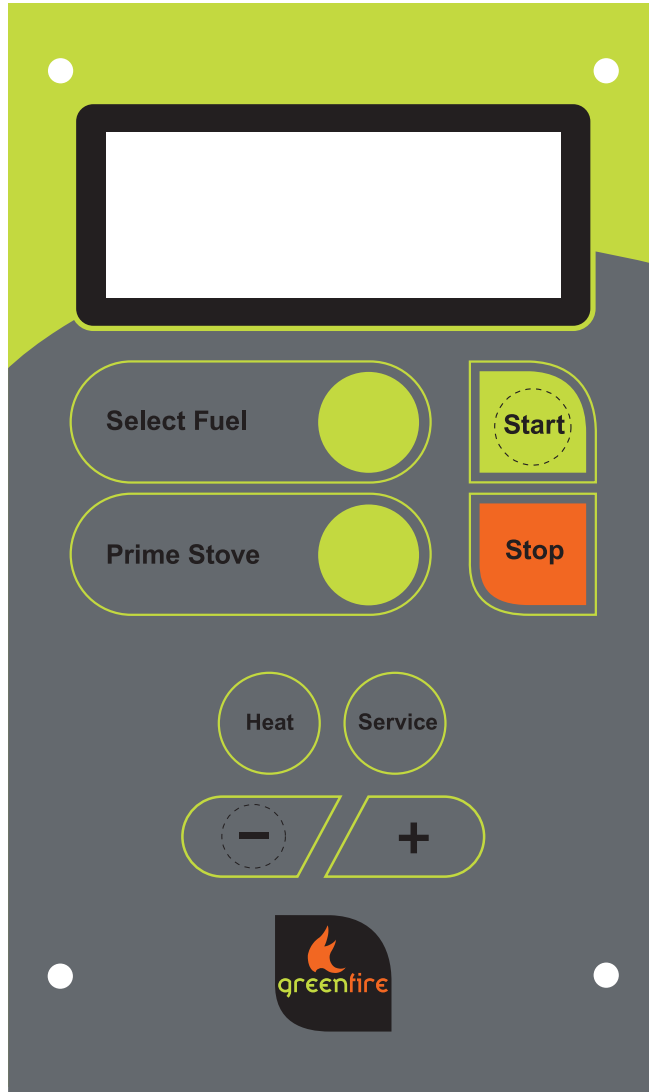 Select Fuel
Start
Prime Stove
Stop
Heat
Service
−
+
greenfire